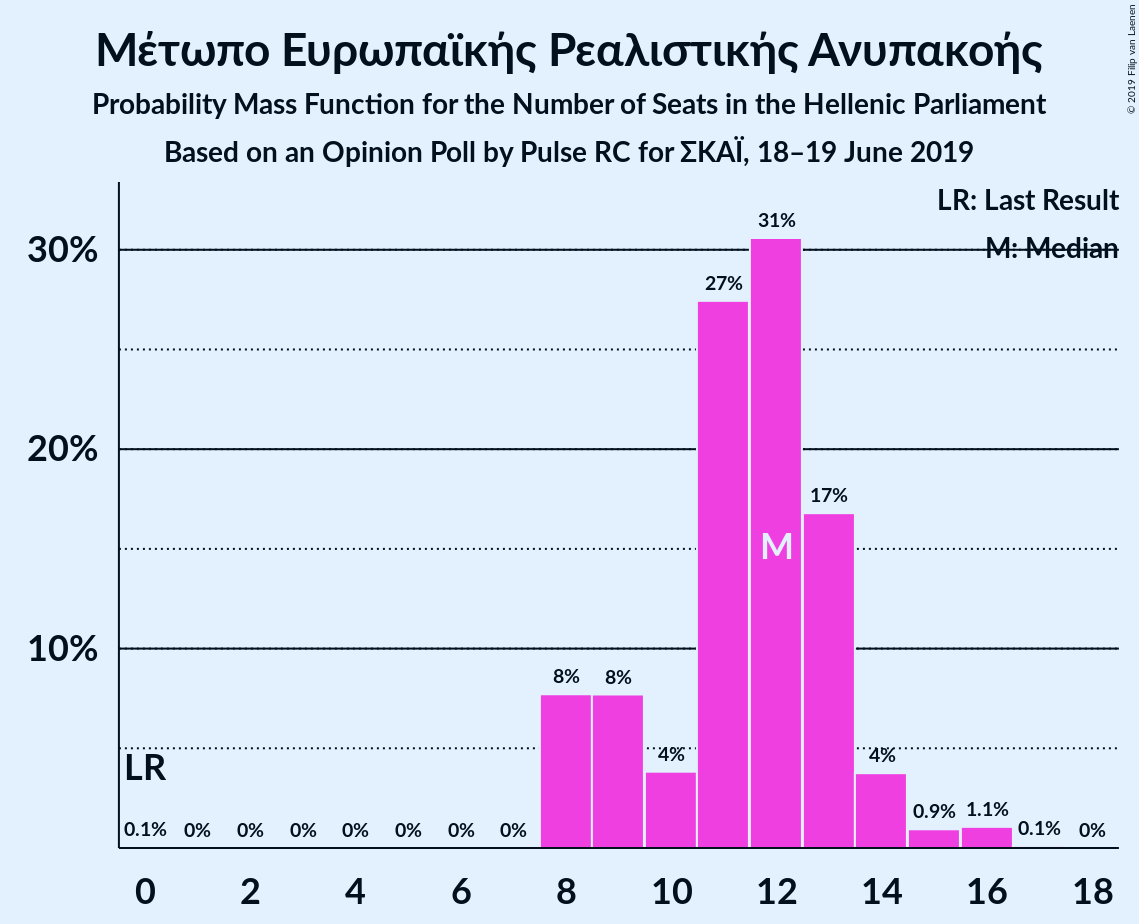 Μέτωπο Ευρωπαϊκής Ρεαλιστικής Ανυπακοής
Probability Mass Function for the Number of Seats in the Hellenic Parliament
Based on an Opinion Poll by Pulse RC for ΣΚΑΪ, 18–19 June 2019
© 2019 Filip van Laenen
LR: Last Result
M: Median
30%
20%
10%
31%
27%
17%
M
8% 8% 4% 4%
LR
0.1% 0% 0% 0% 0% 0% 0% 0% 0.9% 1.1% 0.1% 0%
0 2 4 6 8 10 12 14 16 18